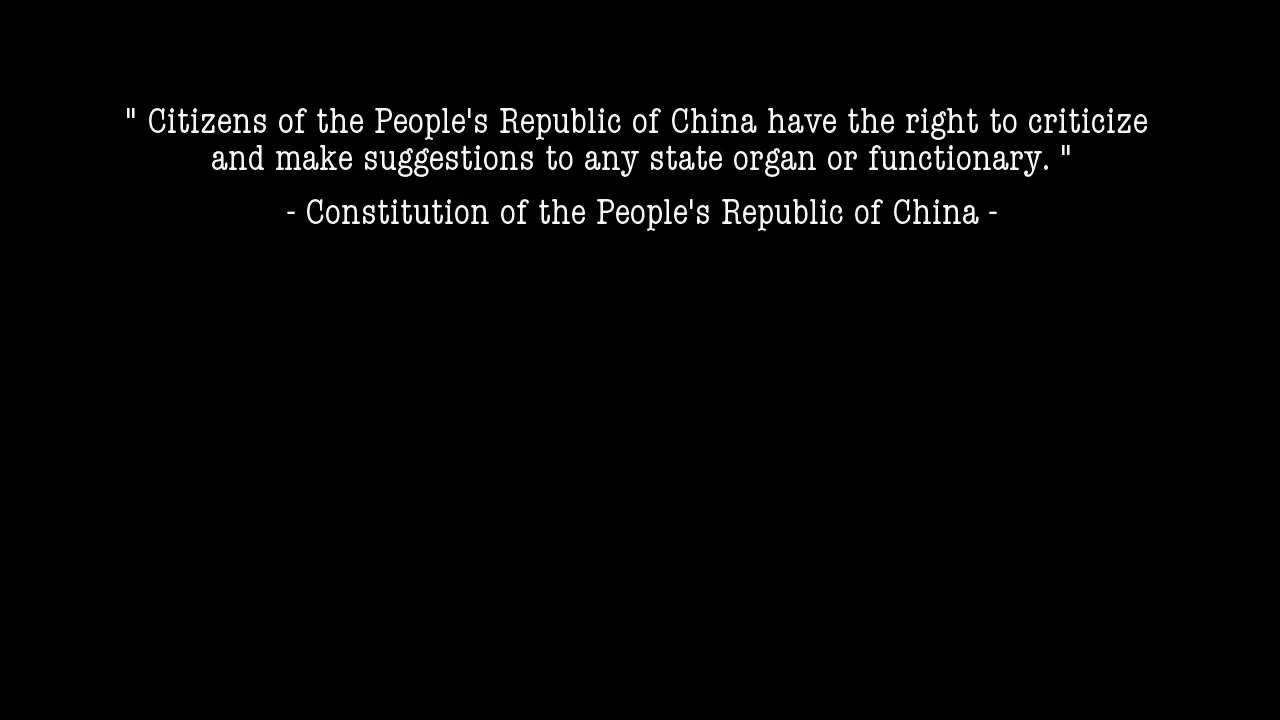 " Citizens of the People's Republic of China have the right to criticize
and make suggestions to any state organ or functionary. "
- Constitution of the People's Republic of China -